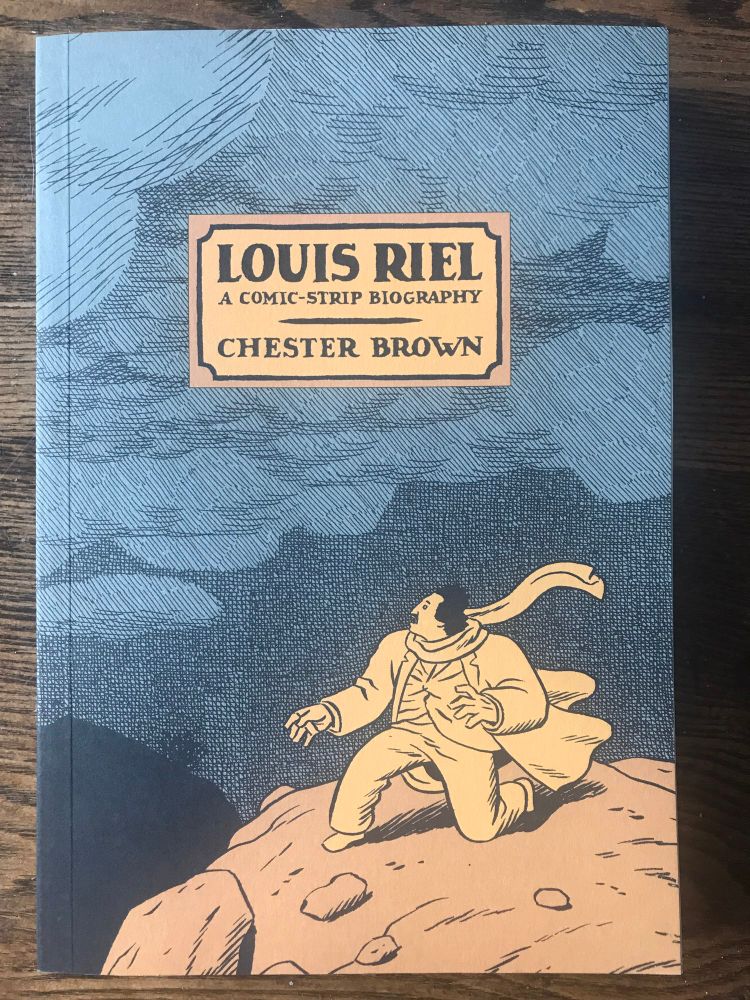 LOUIS RIEL
A COMIC-STRIP BIOGRAPHY
CHESTER BROWN